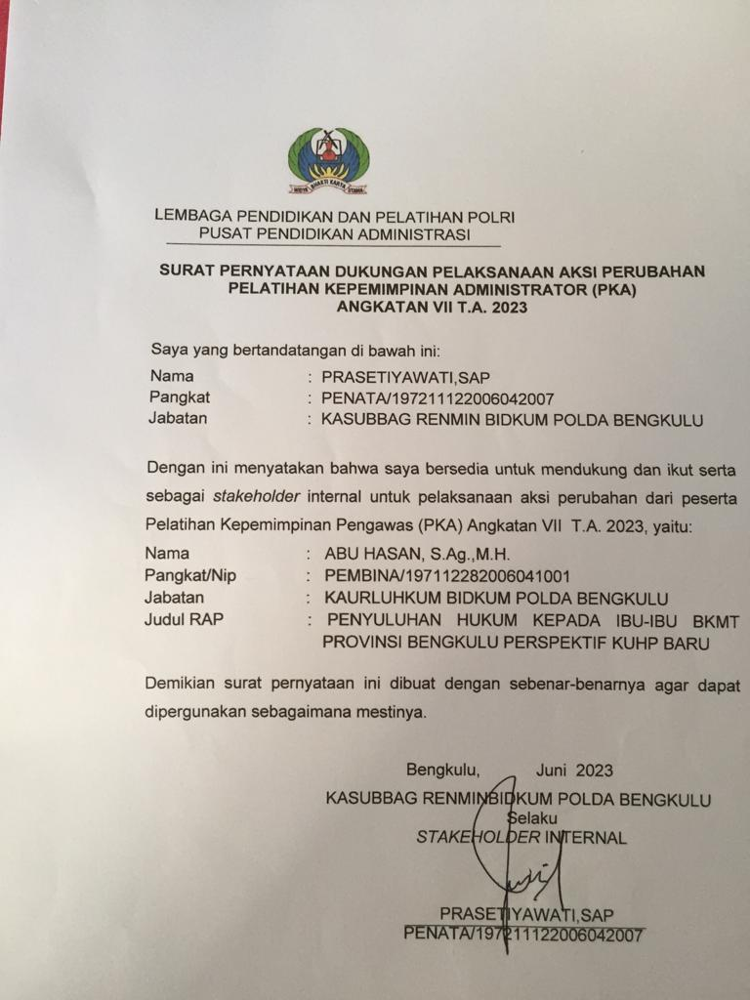 WIDYA BHAKTI KARYA UTAMA
LEMBAGA PENDIDIKAN DAN PELATIHAN POLRI
PUSAT PENDIDIKAN ADMINISTRASI
SURAT PERNYATAAN DUKUNGAN PELAKSANAAN AKSI PERUBAHAN
PELATIHAN KEPEMIMPINAN ADMINISTRATOR (PKA)
ANGKATAN VII T.A. 2023
Saya yang bertandatangan di bawah ini:
Nama : PRASETIYAWATI,SAP
Pangkat : PENATA/197211122006042007
Jabatan : KASUBBAG RENMIN BIDKUM POLDA BENGKULU
Dengan ini menyatakan bahwa saya bersedia untuk mendukung dan ikut serta
sebagai stakeholder internal untuk pelaksanaan aksi perubahan dari peserta
Pelatihan Kepemimpinan Pengawas (PKA) Angkatan VII T.A. 2023, yaitu:
Nama : ABU HASAN, S.Ag.,M.H.
Pangkat/Nip : PEMBINA/197112282006041001
Jabatan : KAURLUHKUM BIDKUM POLDA BENGKULU
Judul RAP : PENYULUHAN HUKUM KEPADA IBU-IBU BKMT
PROVINSI BENGKULU PERSPEKTIF KUHP BARU
Demikian surat pernyataan ini dibuat dengan sebenar-benarnya agar dapat
dipergunakan sebagaimana mestinya.
Bengkulu, Juni 2023
KASUBBAG RENMINBIDKUM POLDA BENGKULU
Selaku
STAKEHOLDER INTERNAL
PRASETIYAWATI,SAP
PENATA/197211122006042007